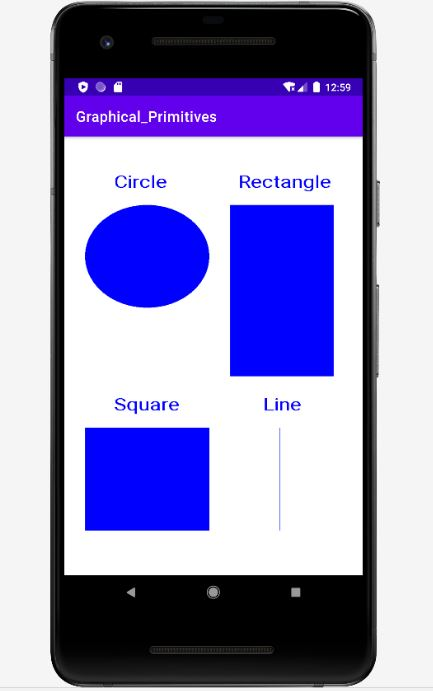 12:59
Graphical_Primitives
Circle Rectangle
Square Line